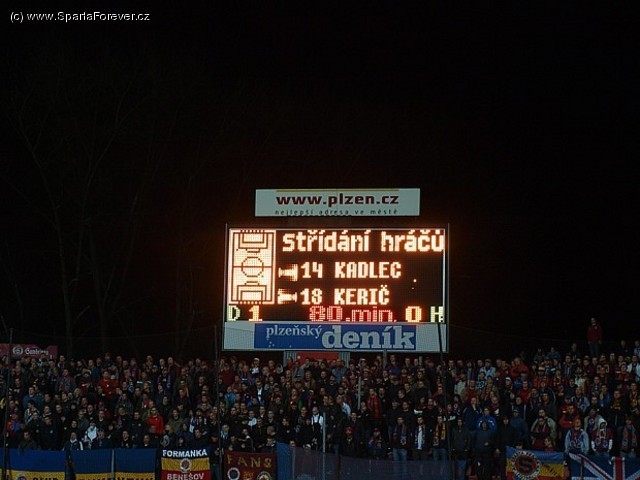 (c) www.SpartaForever.cz
www.plzen.cz
nejlepší adresa ve městě
Střídání hráčů
14 KADLEC
18 KERIČ
D 1 80.min. 0 H
plzeňský deník
FORMANKA
BENEŠOV
FANS